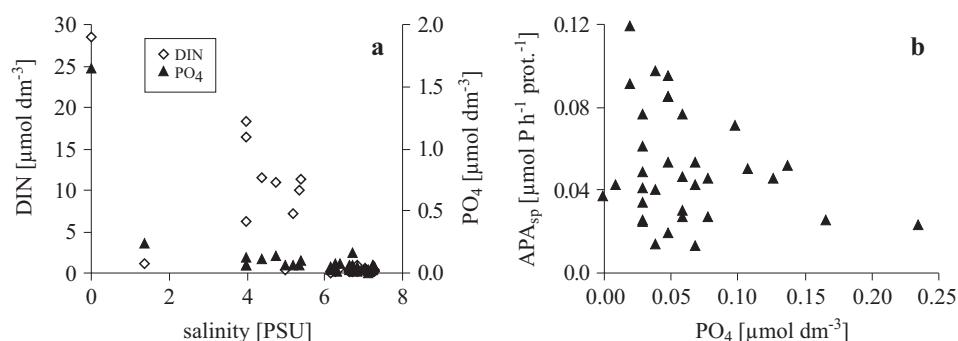 a
DIN
PO₄
30
25
20
15
10
5
0
DIN [µmol dm⁻³]
2.0
1.5
1.0
0.5
0.0
PO₄ [µmol dm⁻³]
0 2 4 6 8
salinity [PSU]
b
0.12
0.08
0.04
0.0
APAsp [µmol P h⁻¹ prot.⁻¹]
0.00 0.05 0.10 0.15 0.20 0.25
PO₄ [µmol dm⁻³]